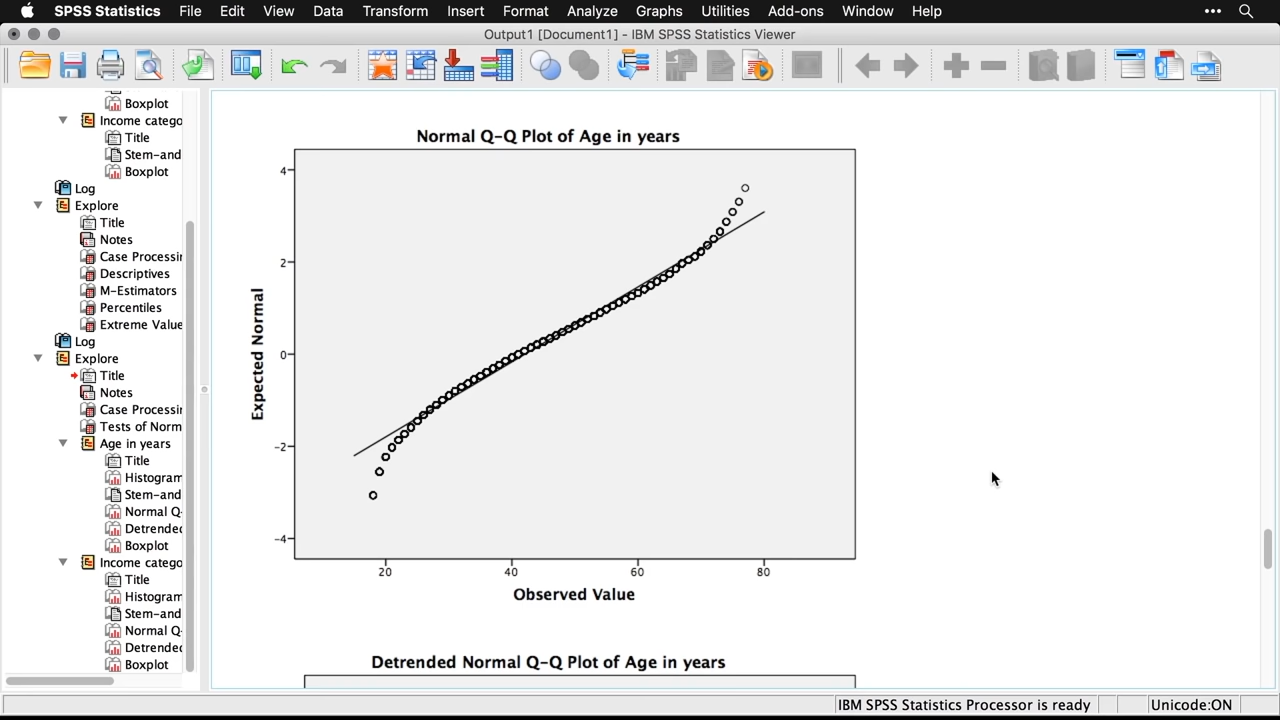 SPSS Statistics File Edit View Data Transform Insert Format Analyze Graphs Utilities Add-ons Window Help
Output1 [Document1] - IBM SPSS Statistics Viewer
Boxplot
Income catego
Title
Stem-and
Boxplot
Log
Explore
Title
Notes
Case Processin
Descriptives
M-Estimators
Percentiles
Extreme Value
Log
Explore
Title
Notes
Case Processin
Tests of Norm
Age in years
Title
Histogram
Stem-and
Normal Q
Detrended
Boxplot
Income catego
Title
Histogram
Stem-and
Normal Q
Detrended
Boxplot
Normal Q-Q Plot of Age in years
Expected Normal
4
2
0
-2
-4
20 40 60 80
Observed Value
Detrended Normal Q-Q Plot of Age in years
IBM SPSS Statistics Processor is ready Unicode:ON